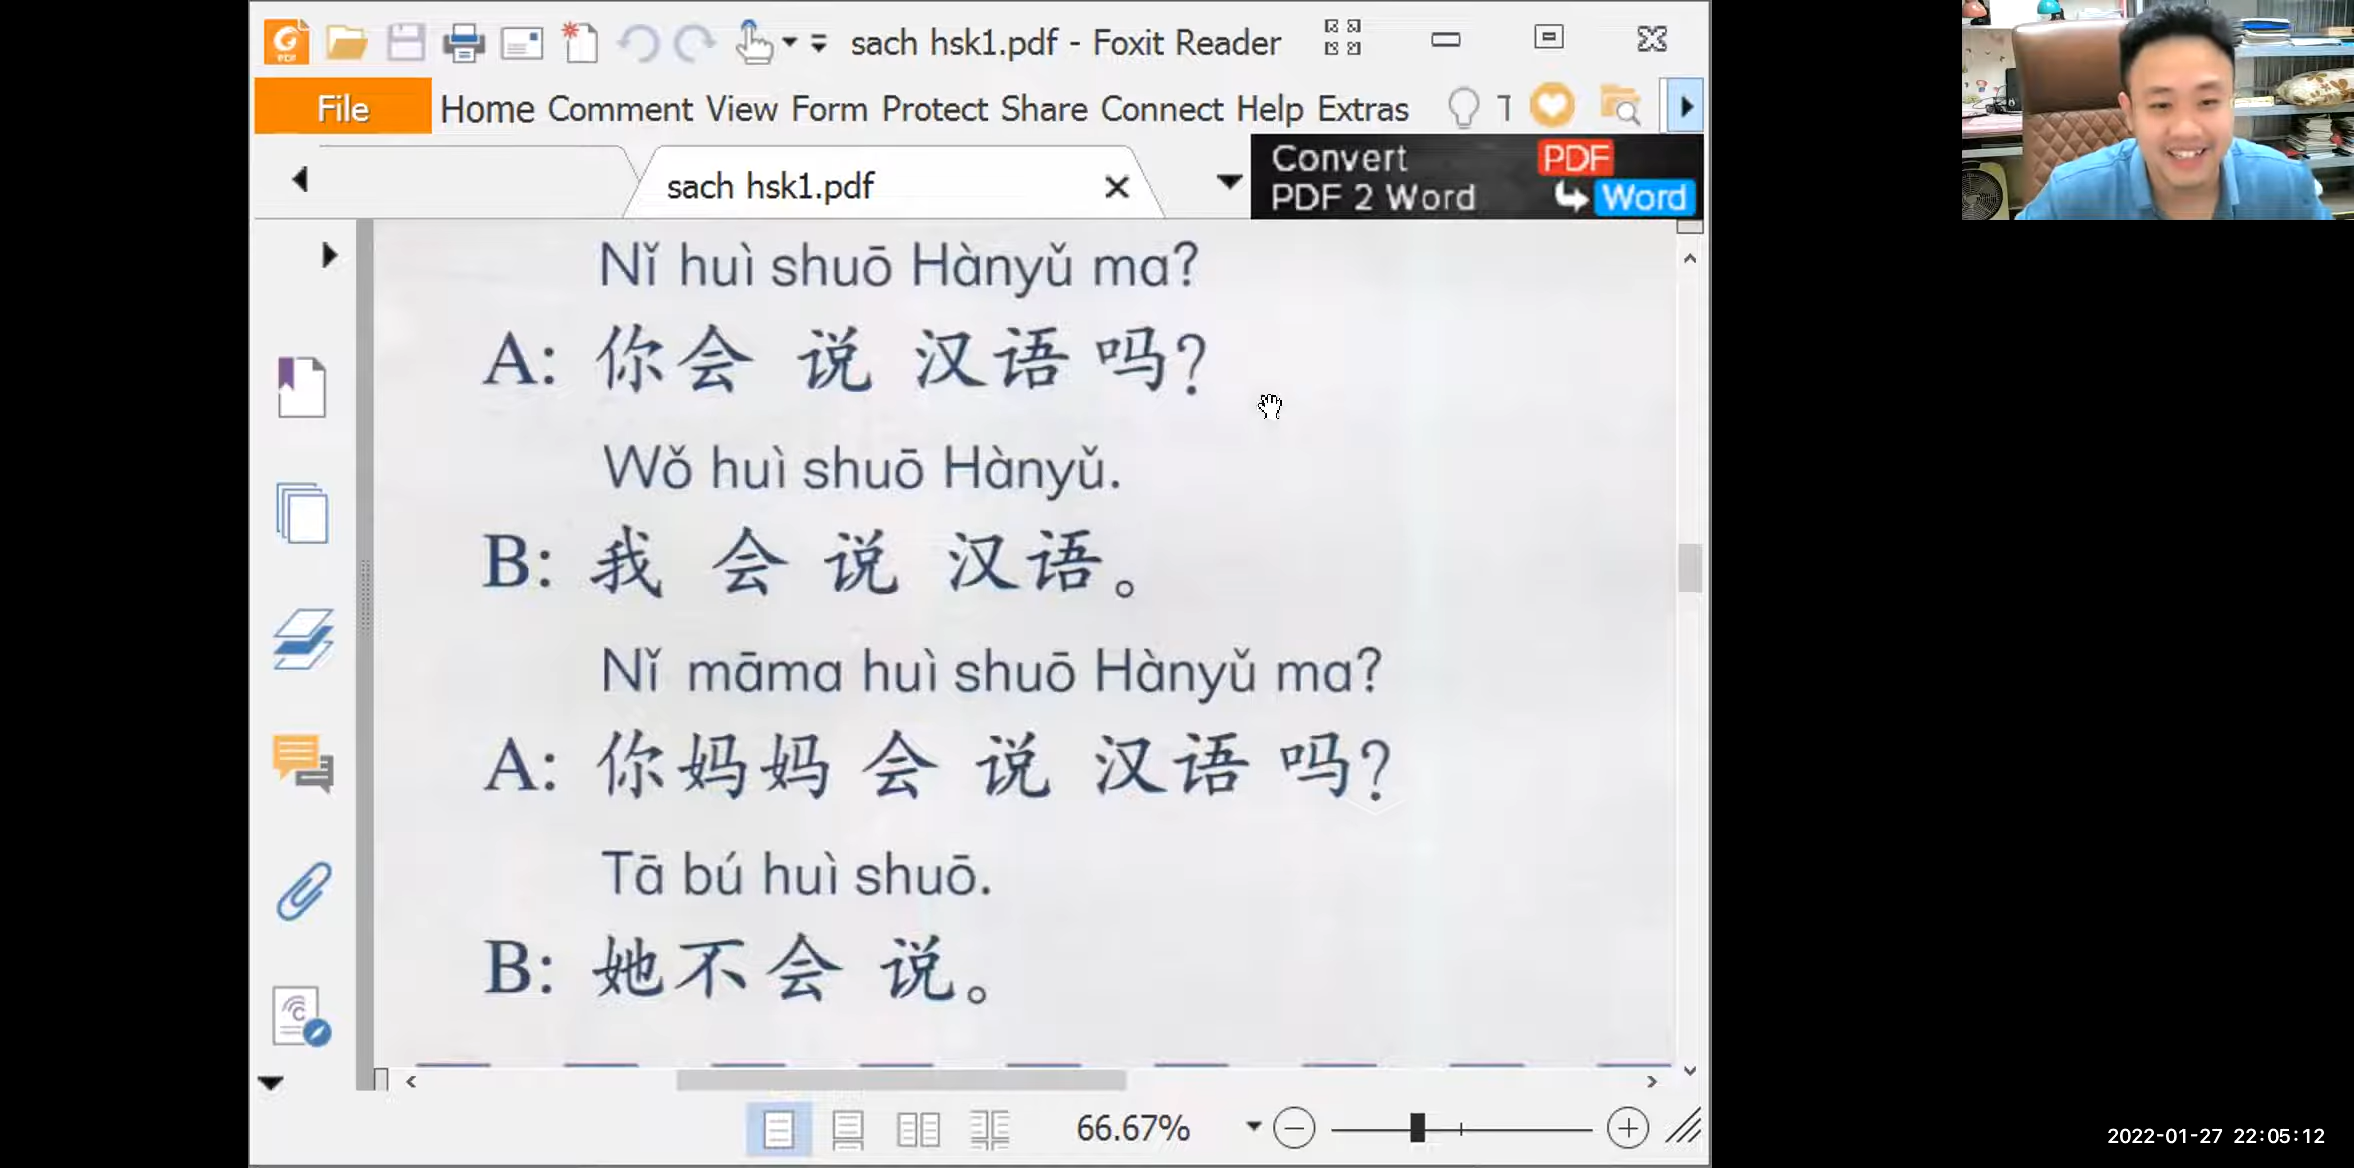 sach hsk1.pdf - Foxit Reader
File Home Comment View Form Protect Share Connect Help Extras T
sach hsk1.pdf
Convert PDF
PDF 2 Word Word
Nǐ huì shuō Hànyǔ ma?
A: 你会 说 汉语 吗?
Wǒ huì shuō Hànyǔ.
B: 我 会 说 汉语。
Nǐ māma huì shuō Hànyǔ ma?
A: 你妈妈 会 说 汉语 吗?
Tā bú huì shuō.
B: 她不会 说。
66.67%
2022-01-27 22:05:12